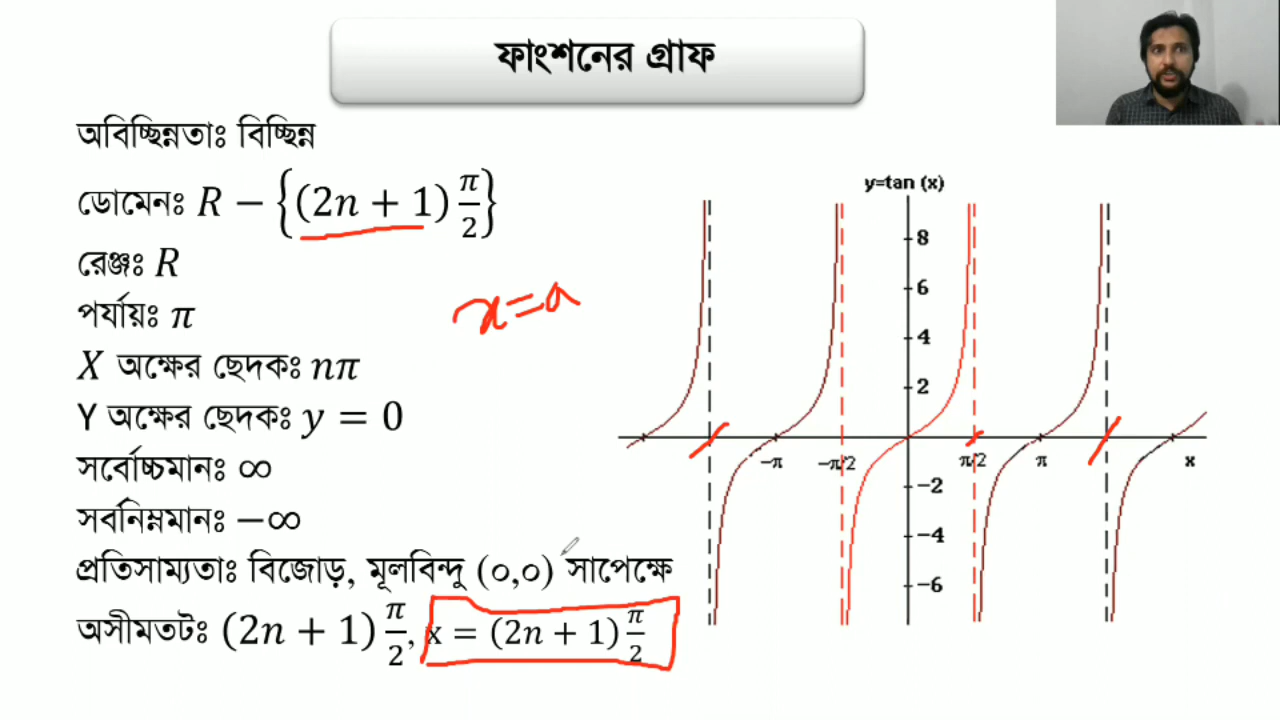 ফাংশনের গ্রাফ
অবিচ্ছিন্নতাঃ বিচ্ছিন্ন
ডোমেনঃ R − {(2n + 1) π/2}
রেঞ্জঃ R
পর্যায়ঃ π
X অক্ষের ছেদকঃ nπ
Y অক্ষের ছেদকঃ y = 0
সর্বোচ্চমানঃ ∞
সর্বনিম্নমানঃ −∞
প্রতিসাম্যতাঃ বিজোড়, মূলবিন্দু (০,০) সাপেক্ষে
অসীমতটঃ (2n + 1) π/2, x = (2n + 1) π/2
x=a
y=tan (x)
8
6
4
2
−π −π/2 π/2 π x
−2
−4
−6